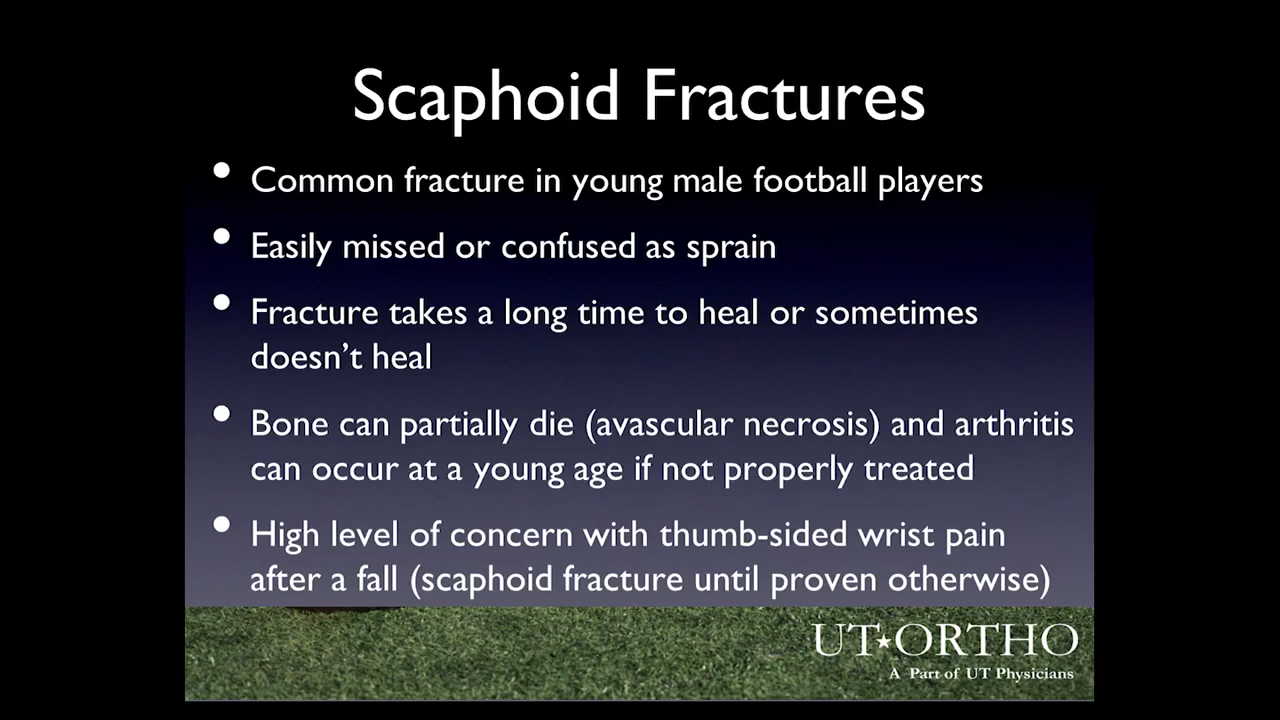 Scaphoid Fractures
• Common fracture in young male football players
• Easily missed or confused as sprain
• Fracture takes a long time to heal or sometimes
doesn’t heal
• Bone can partially die (avascular necrosis) and arthritis
can occur at a young age if not properly treated
• High level of concern with thumb-sided wrist pain
after a fall (scaphoid fracture until proven otherwise)
UT★ORTHO
A Part of UT Physicians